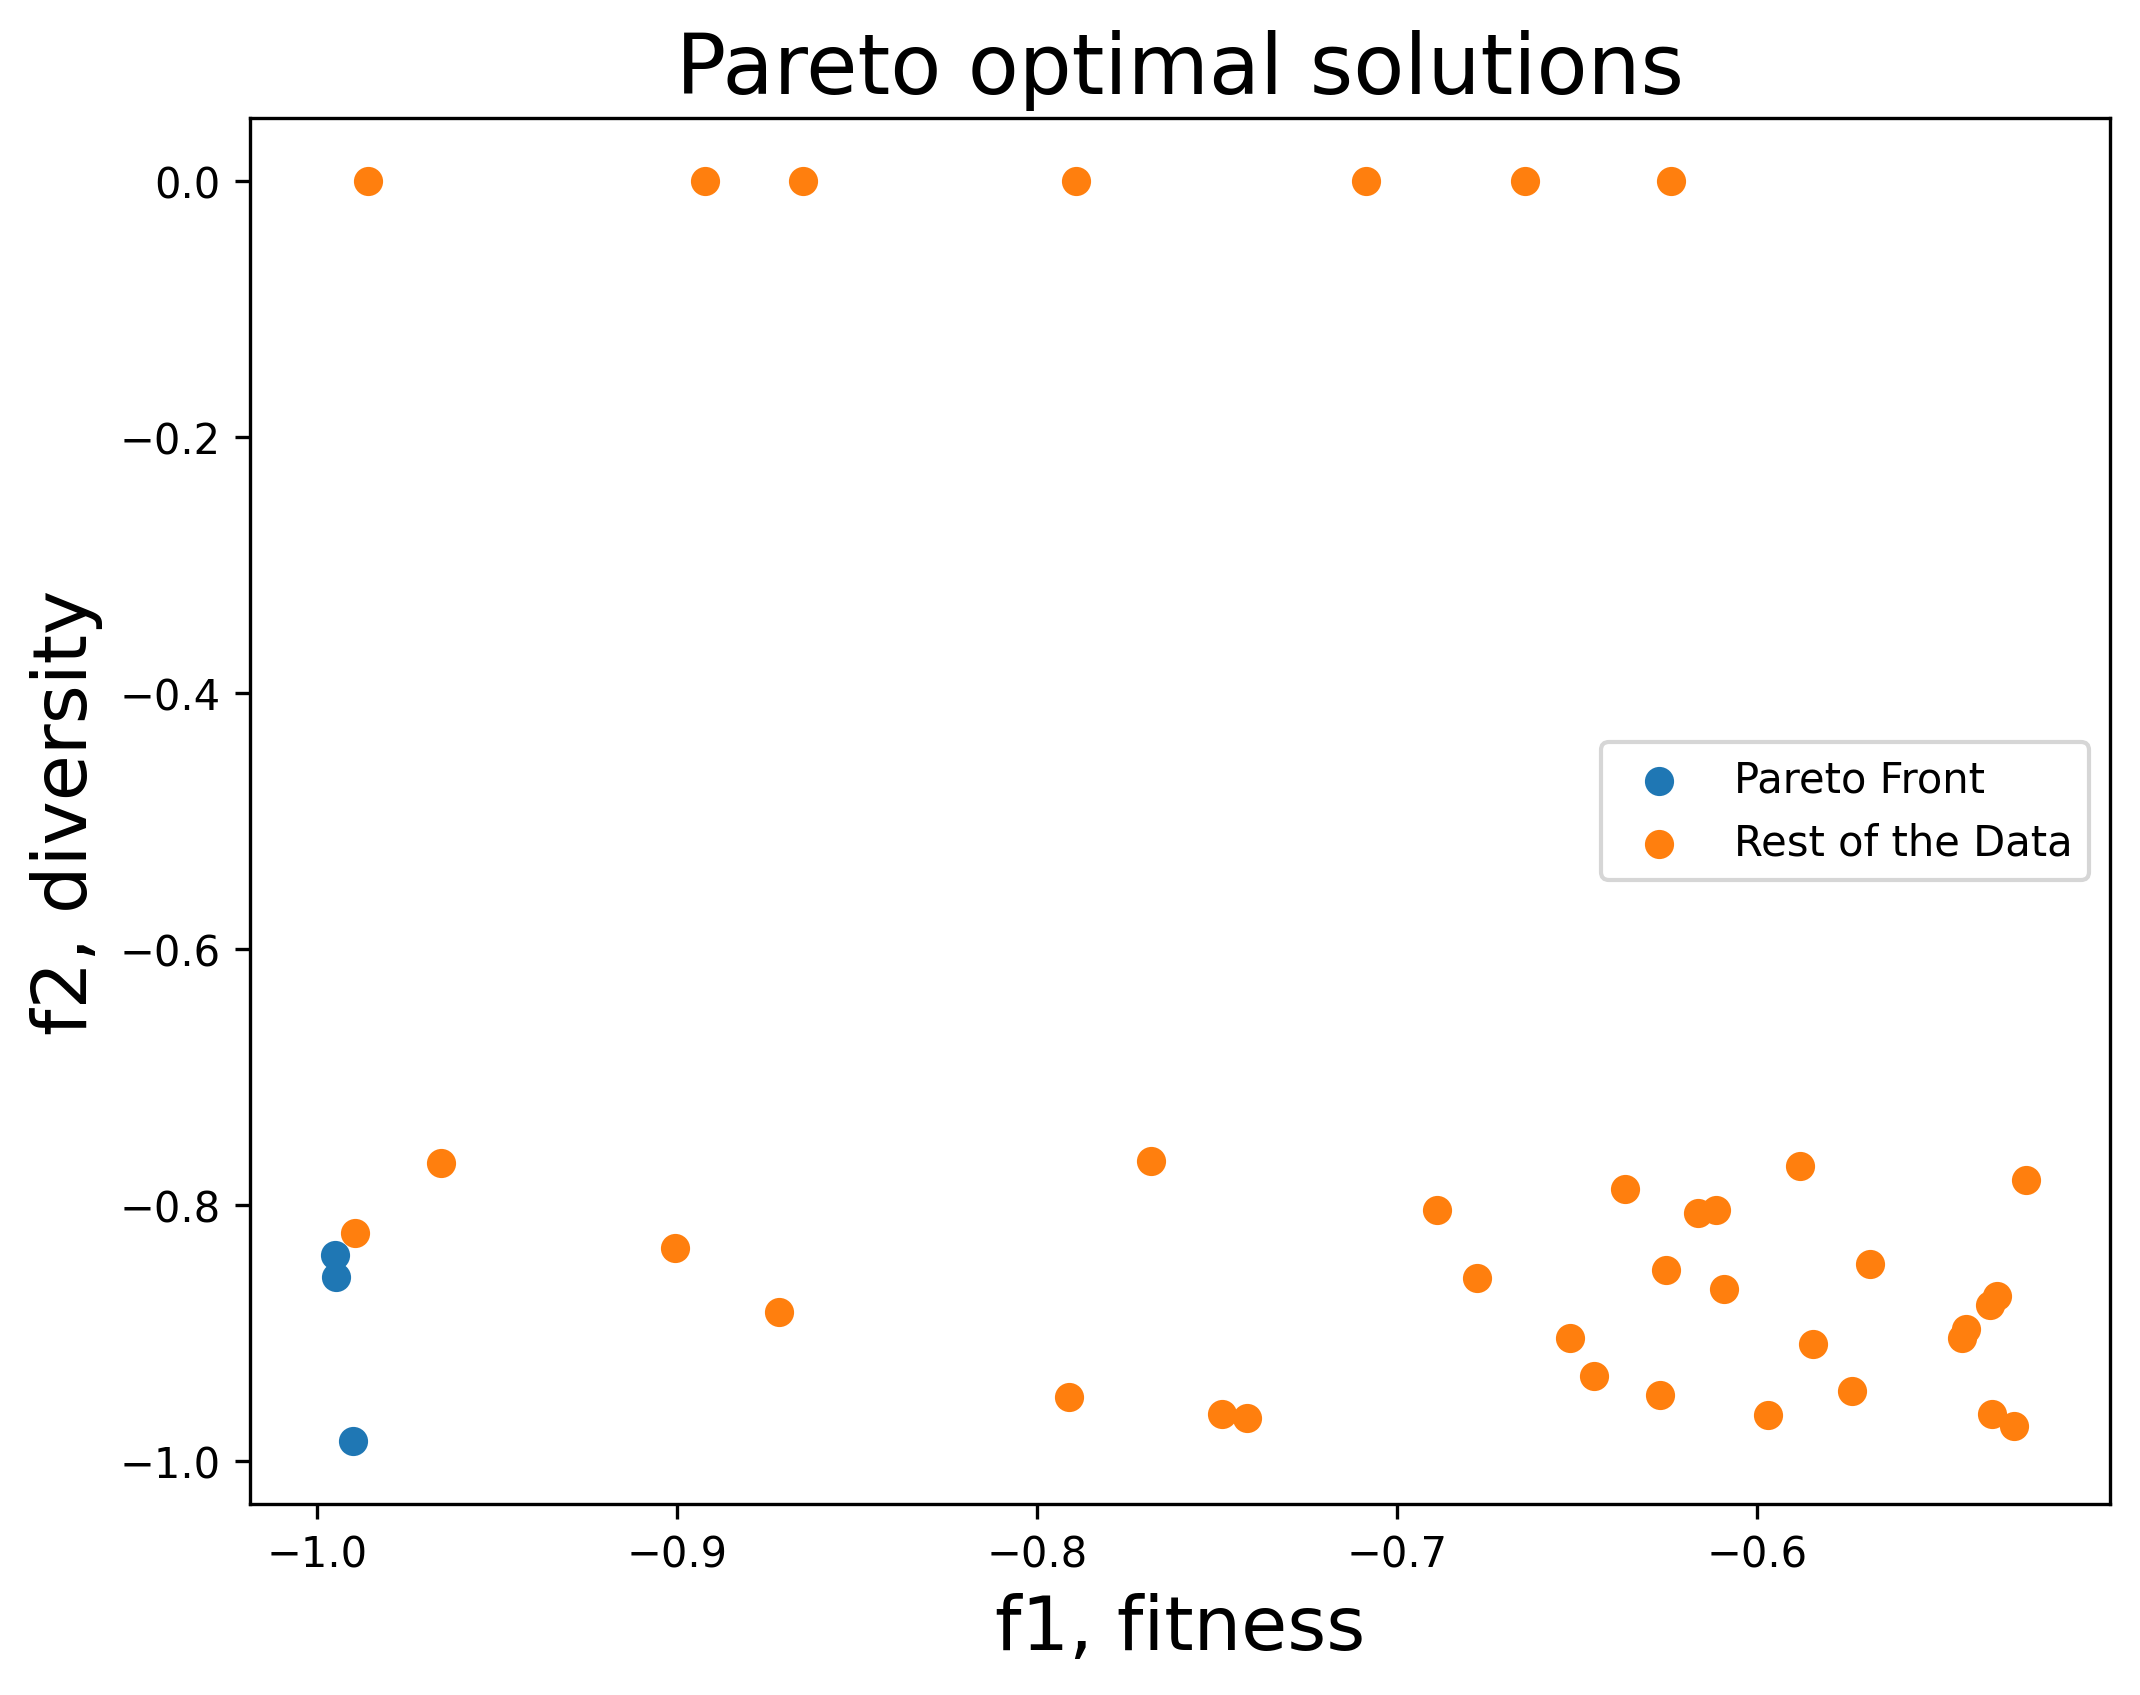 Pareto optimal solutions
0.0
−0.2
−0.4
−0.6
−0.8
−1.0
f2, diversity
Pareto Front
Rest of the Data
−1.0
−0.9
−0.8
−0.7
−0.6
f1, fitness